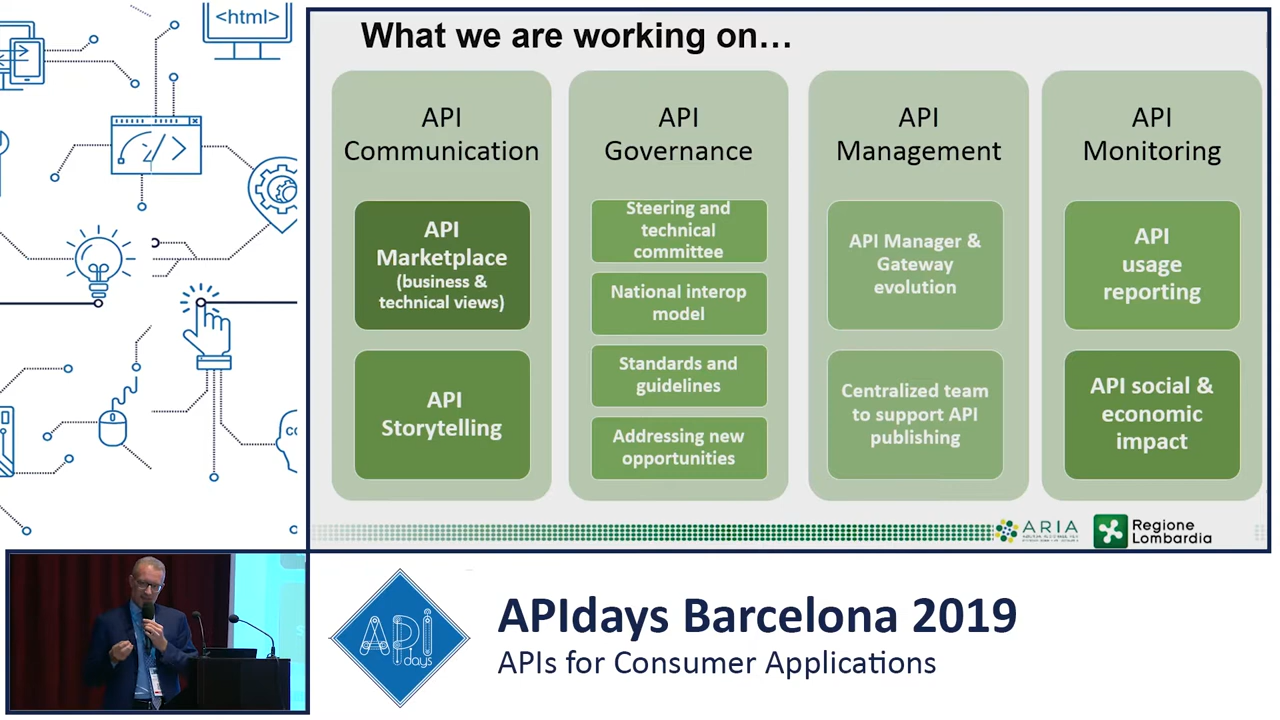 <html>
What we are working on...
API
Communication
API
Marketplace
(business &
technical views)
API
Storytelling
API
Governance
Steering and
technical
committee
National interop
model
Standards and
guidelines
Addressing new
opportunities
API
Management
API Manager &
Gateway
evolution
Centralized team
to support API
publishing
API
Monitoring
API
usage
reporting
API social &
economic
impact
ARIA
Regione
Lombardia
API
days
APIdays Barcelona 2019
APIs for Consumer Applications